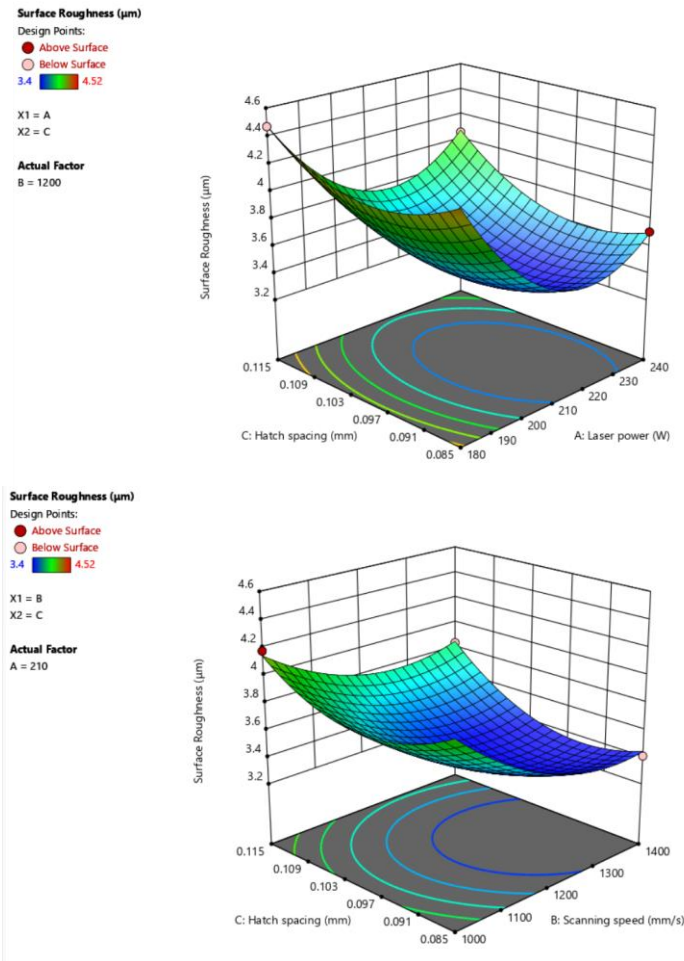 Surface Roughness (µm)
Design Points:
Above Surface
Below Surface
3.4 4.52
X1 = A
X2 = C
Actual Factor
B = 1200
Surface Roughness (µm)
4.6
4.4
4.2
4
3.8
3.6
3.4
3.2
0.115
0.109
0.103
0.097
0.091
0.085
C: Hatch spacing (mm)
180
190
200
210
220
230
240
A: Laser power (W)
Surface Roughness (µm)
Design Points:
Above Surface
Below Surface
3.4 4.52
X1 = B
X2 = C
Actual Factor
A = 210
Surface Roughness (µm)
4.6
4.4
4.2
4
3.8
3.6
3.4
3.2
0.115
0.109
0.103
0.097
0.091
0.085
C: Hatch spacing (mm)
1000
1100
1200
1300
1400
B: Scanning speed (mm/s)